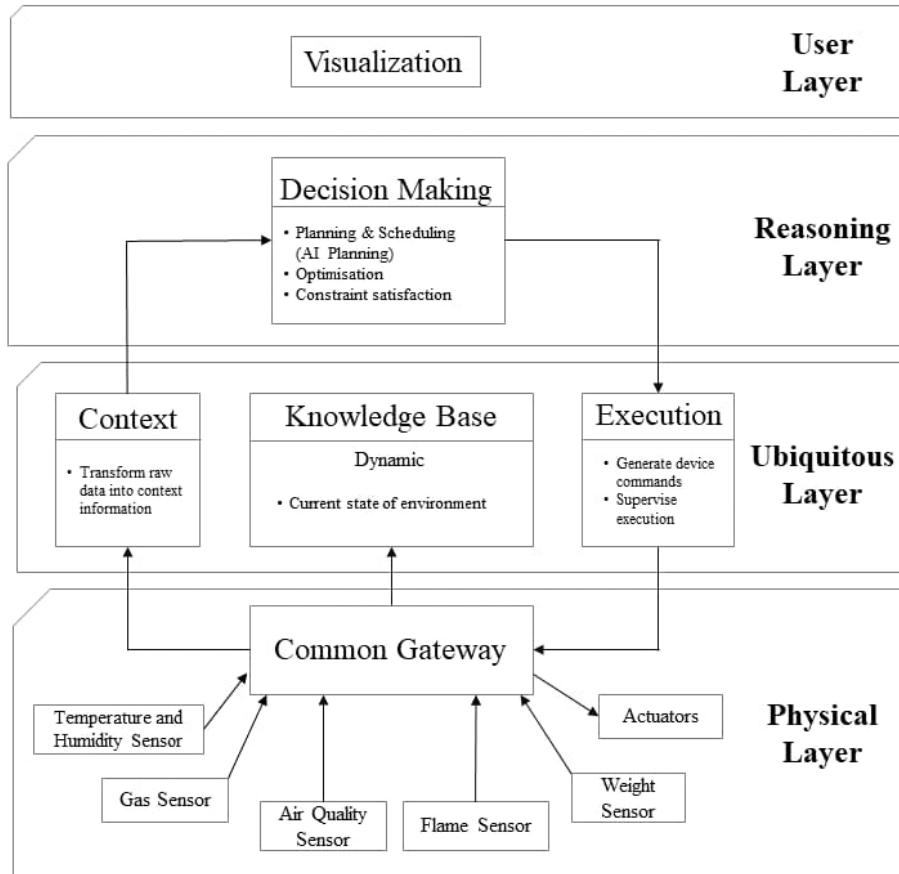 Visualization
User
Layer
Decision Making
• Planning & Scheduling
(AI Planning)
• Optimisation
• Constraint satisfaction
Reasoning
Layer
Context
• Transform raw
data into context
information
Knowledge Base
Dynamic
• Current state of environment
Execution
• Generate device
commands
• Supervise
execution
Ubiquitous
Layer
Common Gateway
Temperature and
Humidity Sensor
Gas Sensor
Air Quality
Sensor
Flame Sensor
Weight
Sensor
Actuators
Physical
Layer